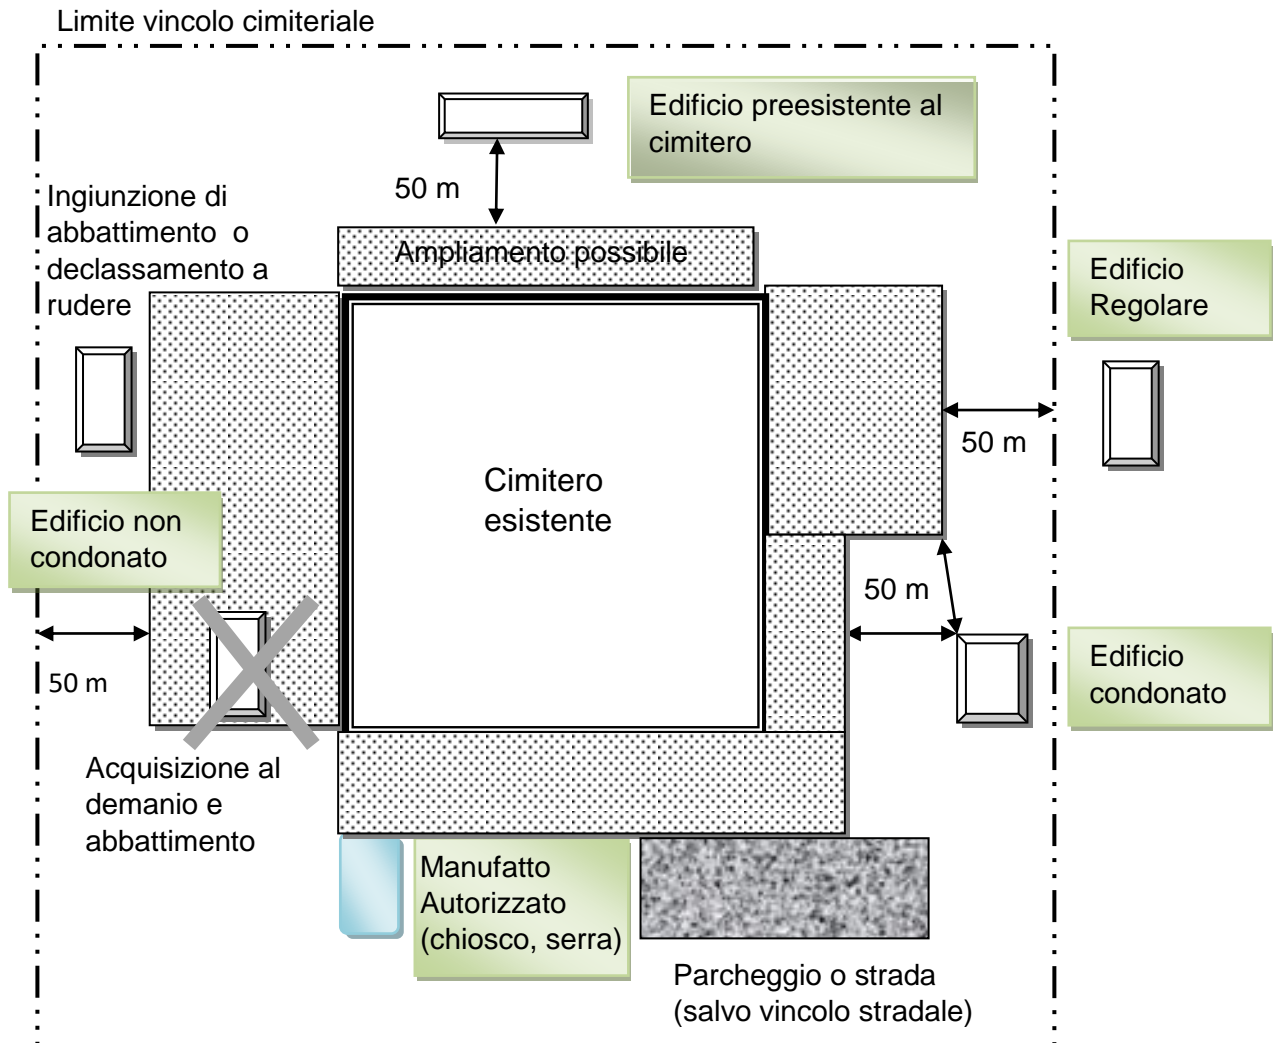 Limite vincolo cimiteriale
Edificio preesistente al
cimitero
50 m
Ingiunzione di
abbattimento o
declassamento a
rudere
Ampliamento possibile
Edificio
Regolare
50 m
Cimitero
esistente
Edificio non
condonato
50 m
50 m
Edificio
condonato
Acquisizione al
demanio e
abbattimento
Manufatto
Autorizzato
(chiosco, serra)
Parcheggio o strada
(salvo vincolo stradale)